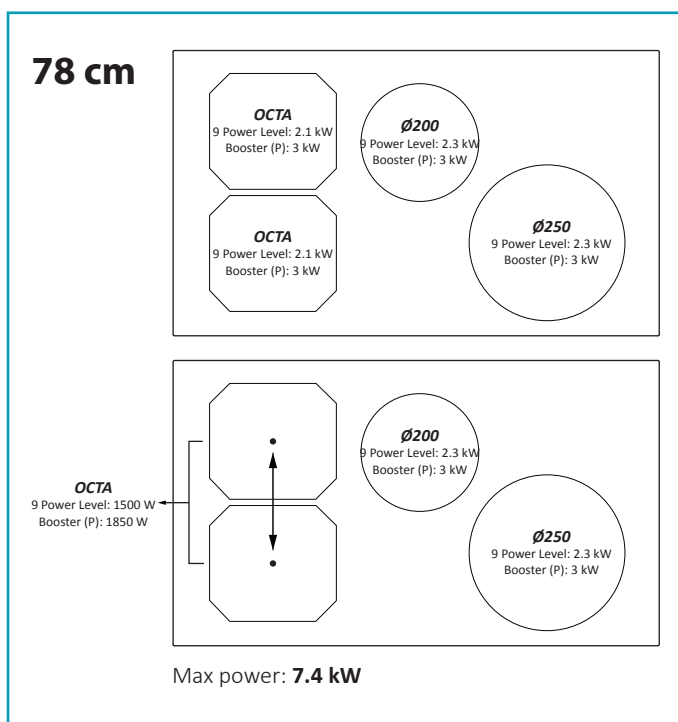 78 cm
OCTA
9 Power Level: 2.1 kW
Booster (P): 3 kW
Ø200
9 Power Level: 2.3 kW
Booster (P): 3 kW
OCTA
9 Power Level: 2.1 kW
Booster (P): 3 kW
Ø250
9 Power Level: 2.3 kW
Booster (P): 3 kW
OCTA
9 Power Level: 1500 W
Booster (P): 1850 W
Ø200
9 Power Level: 2.3 kW
Booster (P): 3 kW
Ø250
9 Power Level: 2.3 kW
Booster (P): 3 kW
Max power: 7.4 kW